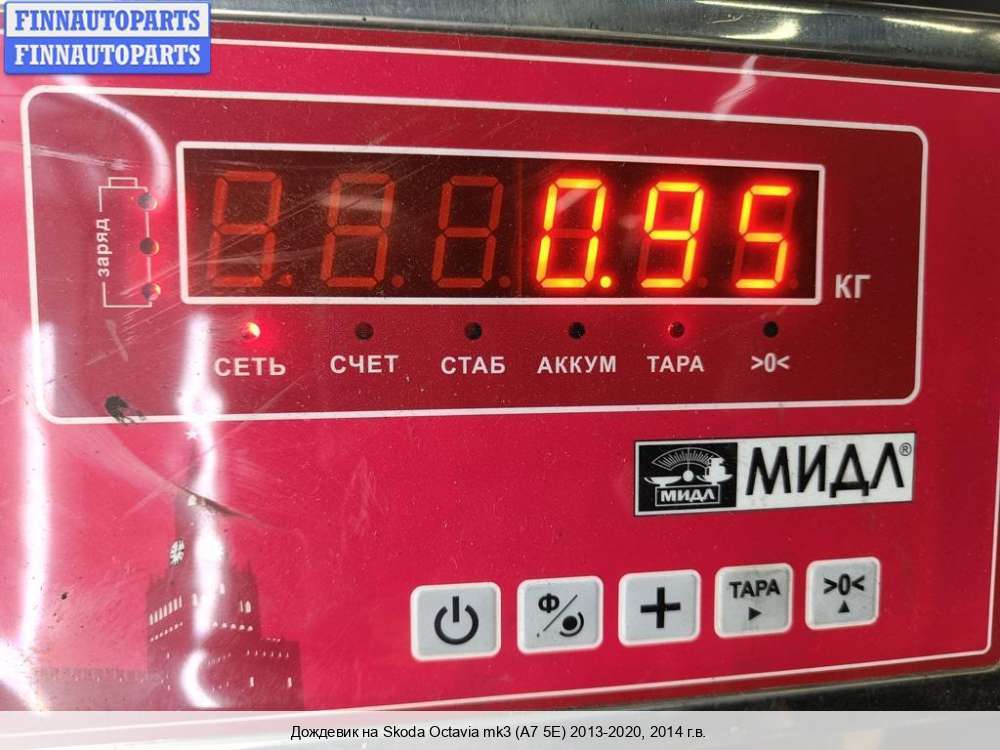 FINNAUTOPARTS
FINNAUTOPARTS
заряд
0.95
КГ
СЕТЬ СЧЕТ СТАБ АККУМ ТАРА >0<
МИДЛ МИДЛ®
Ф
+
ТАРА
>0<
Дождевик на Skoda Octavia mk3 (A7 5E) 2013-2020, 2014 г.в.